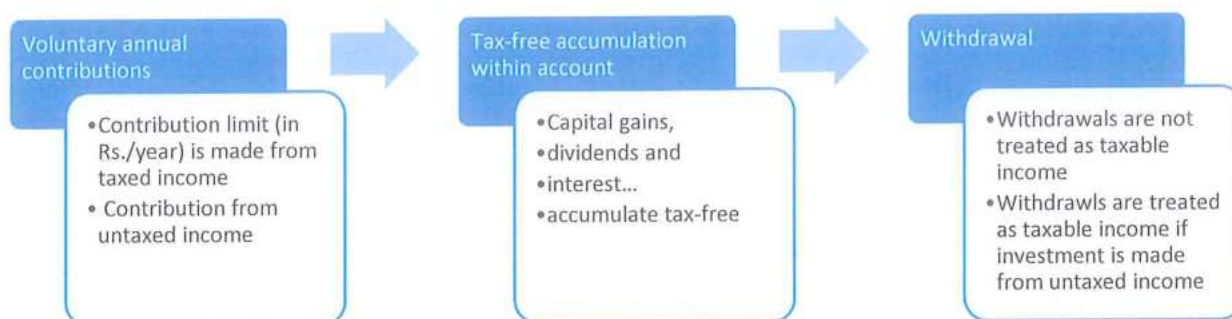 Voluntary annual
contributions
•Contribution limit (in
Rs./year) is made from
taxed income
• Contribution from
untaxed income
Tax-free accumulation
within account
•Capital gains,
•dividends and
•interest...
•accumulate tax-free
Withdrawal
•Withdrawals are not
treated as taxable
income
•Withdrawls are treated
as taxable income if
investment is made
from untaxed income